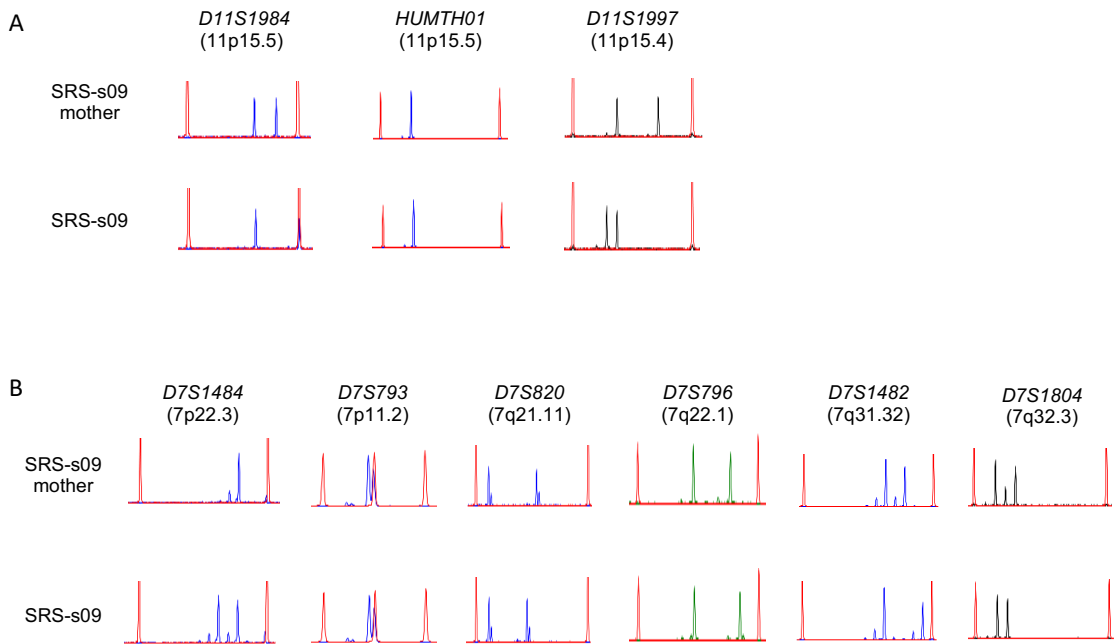 A
D11S1984 HUMTH01 D11S1997
(11p15.5) (11p15.5) (11p15.4)
SRS-s09
mother
SRS-s09
B
D7S1484 D7S793 D7S820 D7S796 D7S1482 D7S1804
(7p22.3) (7p11.2) (7q21.11) (7q22.1) (7q31.32) (7q32.3)
SRS-s09
mother
SRS-s09